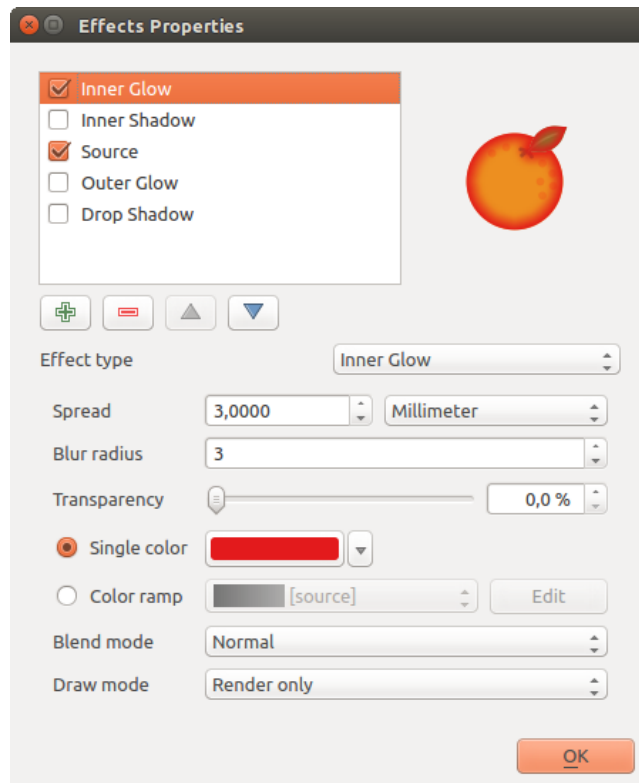 Effects Properties
Inner Glow
Inner Shadow
Source
Outer Glow
Drop Shadow
Effect type Inner Glow
Spread 3,0000 Millimeter
Blur radius 3
Transparency 0,0 %
Single color
Color ramp [source] Edit
Blend mode Normal
Draw mode Render only
OK